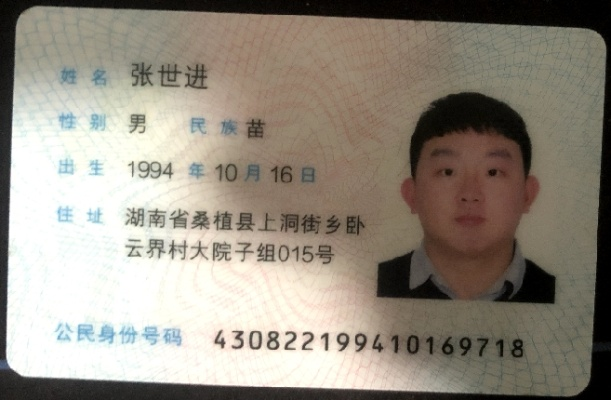 姓名 张世进
性别 男 民族 苗
出生 1994 年 10 月 16 日
住址 湖南省桑植县上洞街乡卧
云界村大院子组015号
公民身份号码 430822199410169718